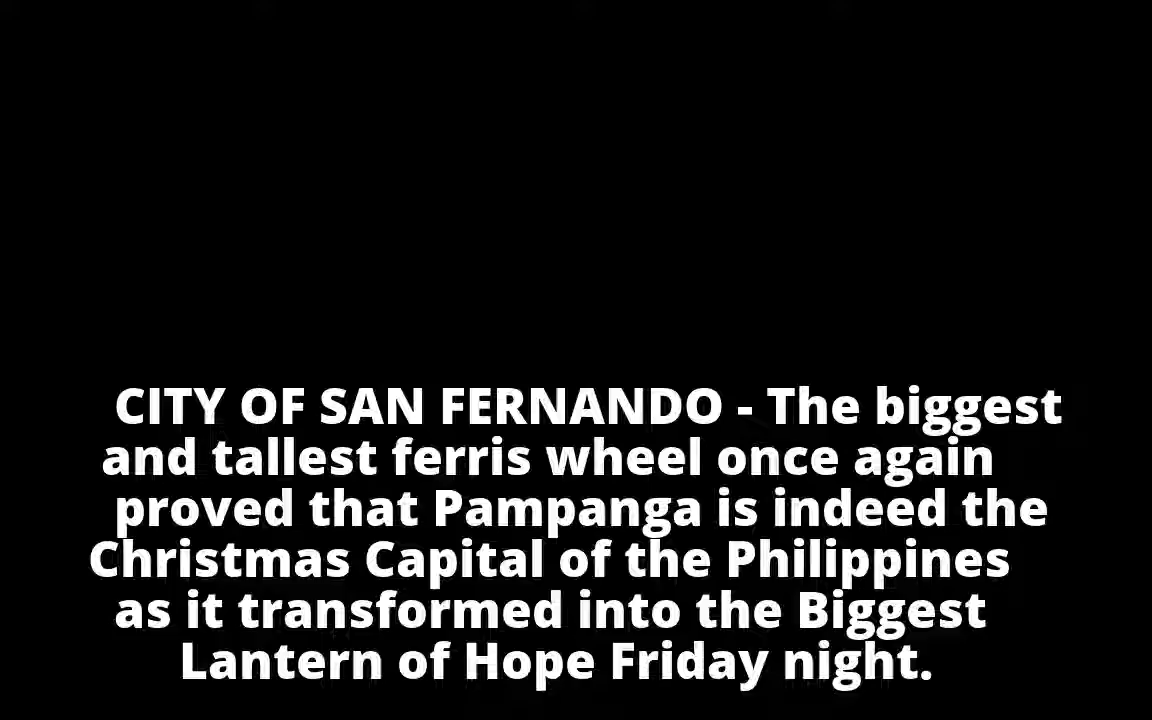 CITY OF SAN FERNANDO - The biggest
and tallest ferris wheel once again
proved that Pampanga is indeed the
Christmas Capital of the Philippines
as it transformed into the Biggest
Lantern of Hope Friday night.